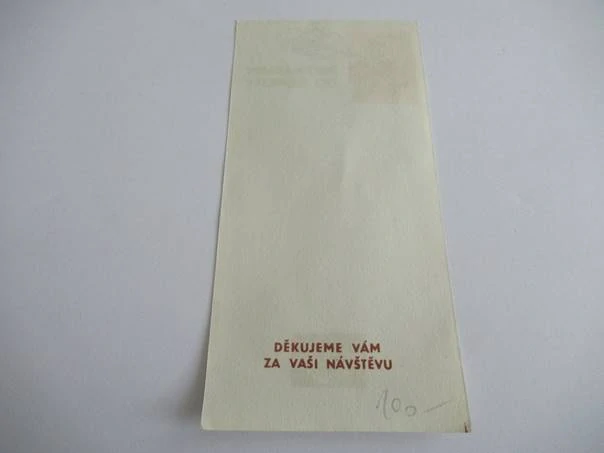 DĚKUJEME VÁM
ZA VAŠI NÁVŠTĚVU
100-